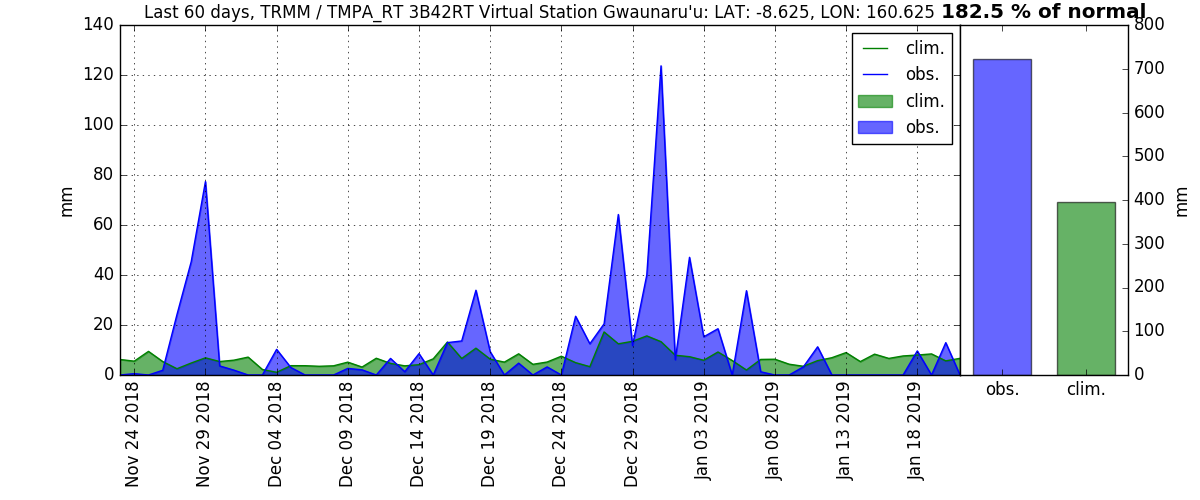 Last 60 days, TRMM / TMPA_RT 3B42RT Virtual Station Gwaunaru'u: LAT: -8.625, LON: 160.625 182.5 % of normal
140
120
100
80
60
40
20
0
mm
clim.
obs.
clim.
obs.
800
700
600
500
400
300
200
100
0
mm
obs.
clim.
Nov 24 2018
Nov 29 2018
Dec 04 2018
Dec 09 2018
Dec 14 2018
Dec 19 2018
Dec 24 2018
Dec 29 2018
Jan 03 2019
Jan 08 2019
Jan 13 2019
Jan 18 2019